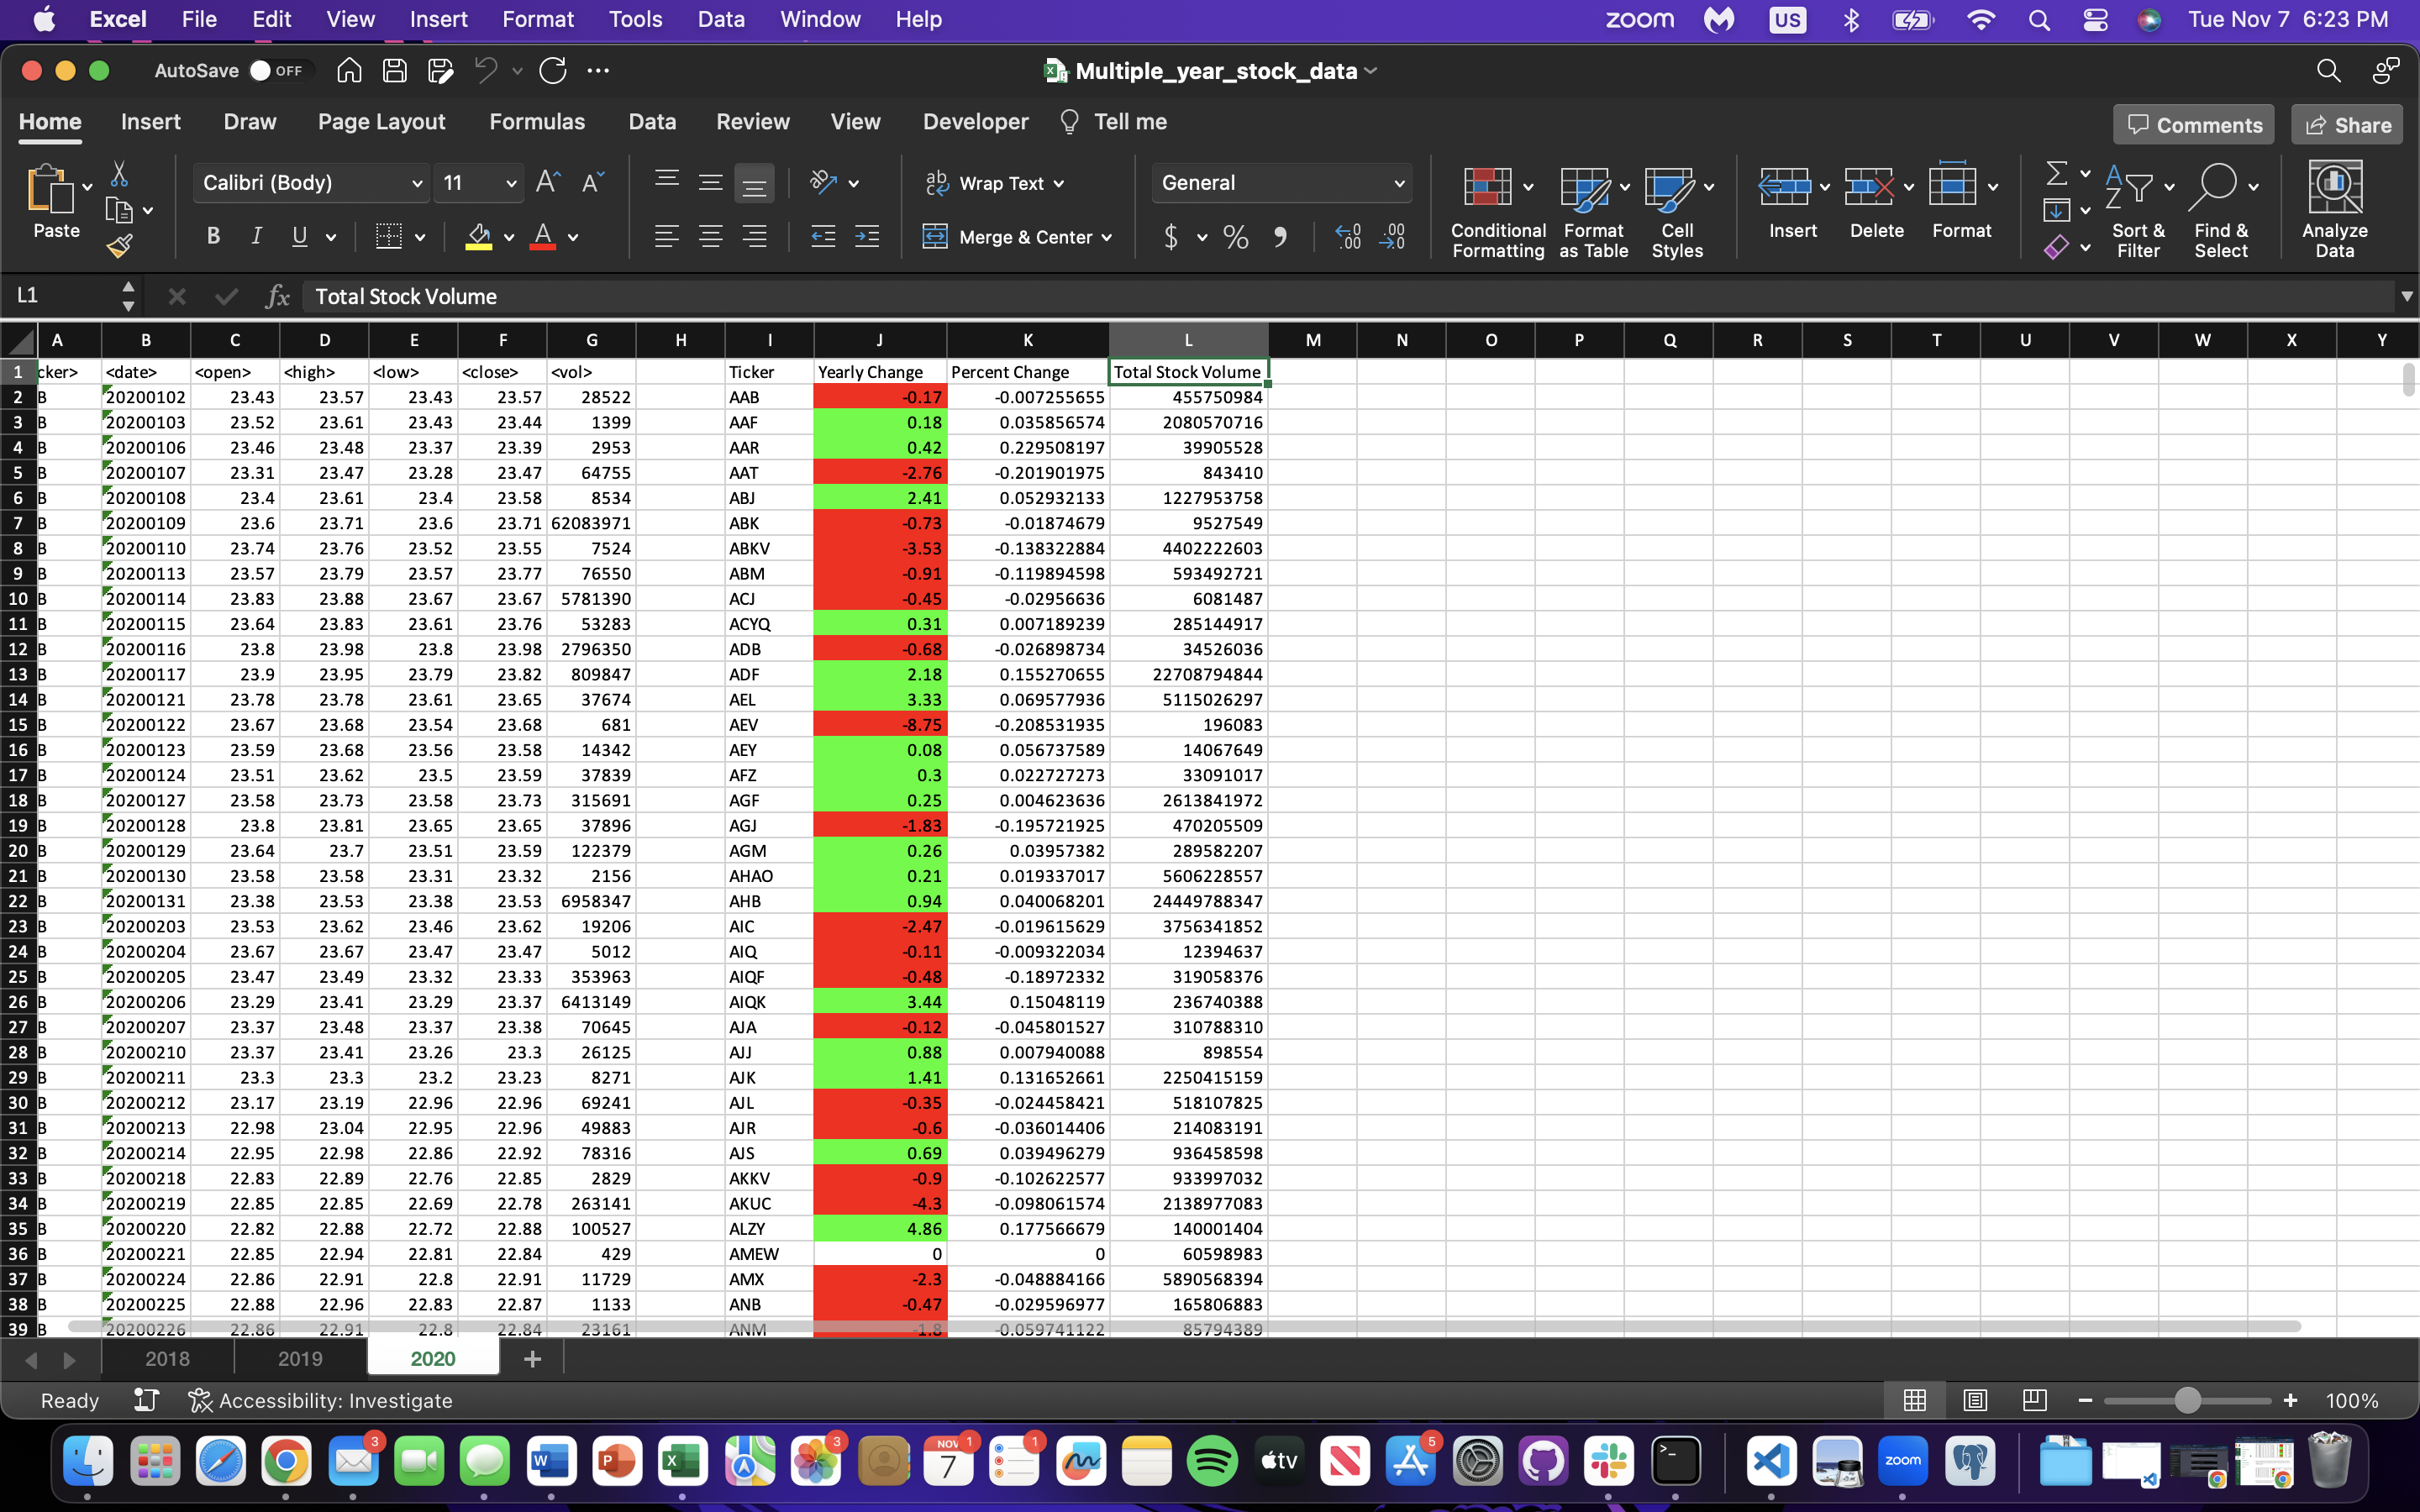 Excel File Edit View Insert Format Tools Data Window Help zoom US Tue Nov 7 6:23 PM
AutoSave OFF Multiple_year_stock_data
Home Insert Draw Page Layout Formulas Data Review View Developer Tell me Comments Share
Paste Calibri (Body) 11 Wrap Text General
B I U Merge & Center $ % Conditional Formatting Format as Table Cell Styles Insert Delete Format Sort & Filter Find & Select Analyze Data
L1 fx Total Stock Volume
A B C D E F G H I J K L M N O P Q R S T U V W X Y
1 cker> <date> <open> <high> <low> <close> <vol> Ticker Yearly Change Percent Change Total Stock Volume
2 B 20200102 23.43 23.57 23.43 23.57 28522 AAB -0.17 -0.007255655 455750984
3 B 20200103 23.52 23.61 23.43 23.44 1399 AAF 0.18 0.035856574 2080570716
4 B 20200106 23.46 23.48 23.37 23.39 2953 AAR 0.42 0.229508197 39905528
5 B 20200107 23.31 23.47 23.28 23.47 64755 AAT -2.76 -0.201901975 843410
6 B 20200108 23.4 23.61 23.4 23.58 8534 ABJ 2.41 0.052932133 1227953758
7 B 20200109 23.6 23.71 23.6 23.71 62083971 ABK -0.73 -0.01874679 9527549
8 B 20200110 23.74 23.76 23.52 23.55 7524 ABKV -3.53 -0.138322884 4402222603
9 B 20200113 23.57 23.79 23.57 23.77 76550 ABM -0.91 -0.119894598 593492721
10 B 20200114 23.83 23.88 23.67 23.67 5781390 ACJ -0.45 -0.02956636 6081487
11 B 20200115 23.64 23.83 23.61 23.76 53283 ACYQ 0.31 0.007189239 285144917
12 B 20200116 23.8 23.98 23.8 23.98 2796350 ADB -0.68 -0.026898734 34526036
13 B 20200117 23.9 23.95 23.79 23.82 809847 ADF 2.18 0.155270655 22708794844
14 B 20200121 23.78 23.78 23.61 23.65 37674 AEL 3.33 0.069577936 5115026297
15 B 20200122 23.67 23.68 23.54 23.68 681 AEV -8.75 -0.208531935 196083
16 B 20200123 23.59 23.68 23.56 23.58 14342 AEY 0.08 0.056737589 14067649
17 B 20200124 23.51 23.62 23.5 23.59 37839 AFZ 0.3 0.022727273 33091017
18 B 20200127 23.58 23.73 23.58 23.73 315691 AGF 0.25 0.004623636 2613841972
19 B 20200128 23.8 23.81 23.65 23.65 37896 AGJ -1.83 -0.195721925 470205509
20 B 20200129 23.64 23.7 23.51 23.59 122379 AGM 0.26 0.03957382 289582207
21 B 20200130 23.58 23.58 23.31 23.32 2156 AHAO 0.21 0.019337017 5606228557
22 B 20200131 23.38 23.53 23.38 23.53 6958347 AHB 0.94 0.040068201 24449788347
23 B 20200203 23.53 23.62 23.46 23.62 19206 AIC -2.47 -0.019615629 3756341852
24 B 20200204 23.67 23.67 23.47 23.47 5012 AIQ -0.11 -0.009322034 12394637
25 B 20200205 23.47 23.49 23.32 23.33 353963 AIQF -0.48 -0.18972332 319058376
26 B 20200206 23.29 23.41 23.29 23.37 6413149 AIQK 3.44 0.15048119 236740388
27 B 20200207 23.37 23.48 23.37 23.38 70645 AJA -0.12 -0.045801527 310788310
28 B 20200210 23.37 23.41 23.26 23.3 26125 AJJ 0.88 0.007940088 898554
29 B 20200211 23.3 23.3 23.2 23.23 8271 AJK 1.41 0.131652661 2250415159
30 B 20200212 23.17 23.19 22.96 22.96 69241 AJL -0.35 -0.024458421 518107825
31 B 20200213 22.98 23.04 22.95 22.96 49883 AJR -0.6 -0.036014406 214083191
32 B 20200214 22.95 22.98 22.86 22.92 78316 AJS 0.69 0.039496279 936458598
33 B 20200218 22.83 22.89 22.76 22.85 2829 AKKV -0.9 -0.102622577 933997032
34 B 20200219 22.85 22.85 22.69 22.78 263141 AKUC -4.3 -0.098061574 2138977083
35 B 20200220 22.82 22.88 22.72 22.88 100527 ALZY 4.86 0.177566679 140001404
36 B 20200221 22.85 22.94 22.81 22.84 429 AMEW 0 0 60598983
37 B 20200224 22.86 22.91 22.8 22.91 11729 AMX -2.3 -0.048884166 5890568394
38 B 20200225 22.88 22.96 22.83 22.87 1133 ANB -0.47 -0.029596977 165806883
39 B 20200226 22.86 22.91 22.8 22.84 23161 ANM -1.8 -0.059741122 85794389
2018 2019 2020 +
Ready Accessibility: Investigate 100%
3 W P X 3 NOV 7 1 1 tv 5 zoom